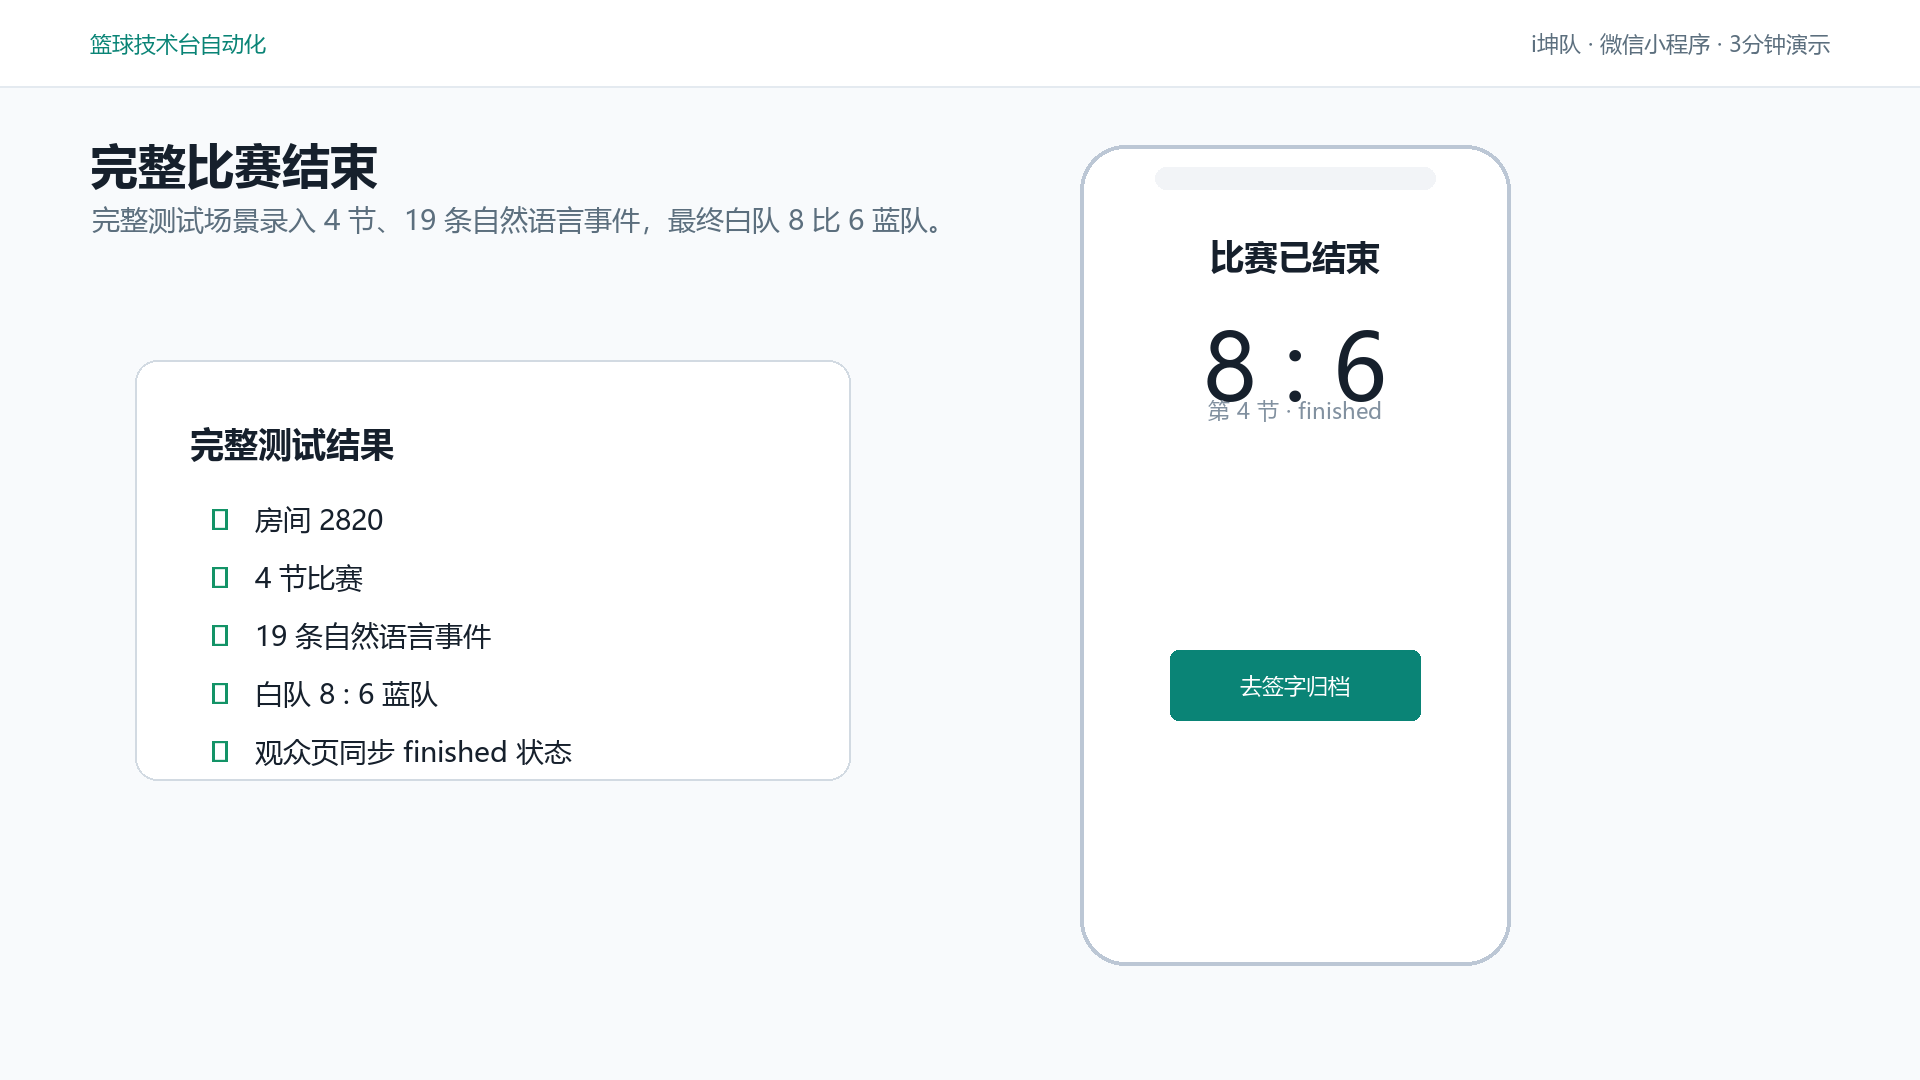 篮球技术台自动化
i坤队 · 微信小程序 · 3分钟演示
完整比赛结束
完整测试场景录入 4 节、19 条自然语言事件，最终白队 8 比 6 蓝队。
完整测试结果
房间 2820
4 节比赛
19 条自然语言事件
白队 8 : 6 蓝队
观众页同步 finished 状态
比赛已结束
8 : 6
第 4 节 · finished
去签字归档